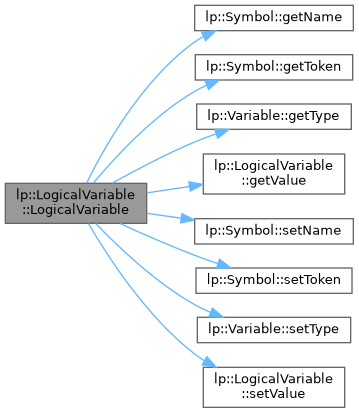 lp::Symbol::getName
lp::Symbol::getToken
lp::Variable::getType
lp::LogicalVariable
::getValue
lp::LogicalVariable
::LogicalVariable
lp::Symbol::setName
lp::Symbol::setToken
lp::Variable::setType
lp::LogicalVariable
::setValue